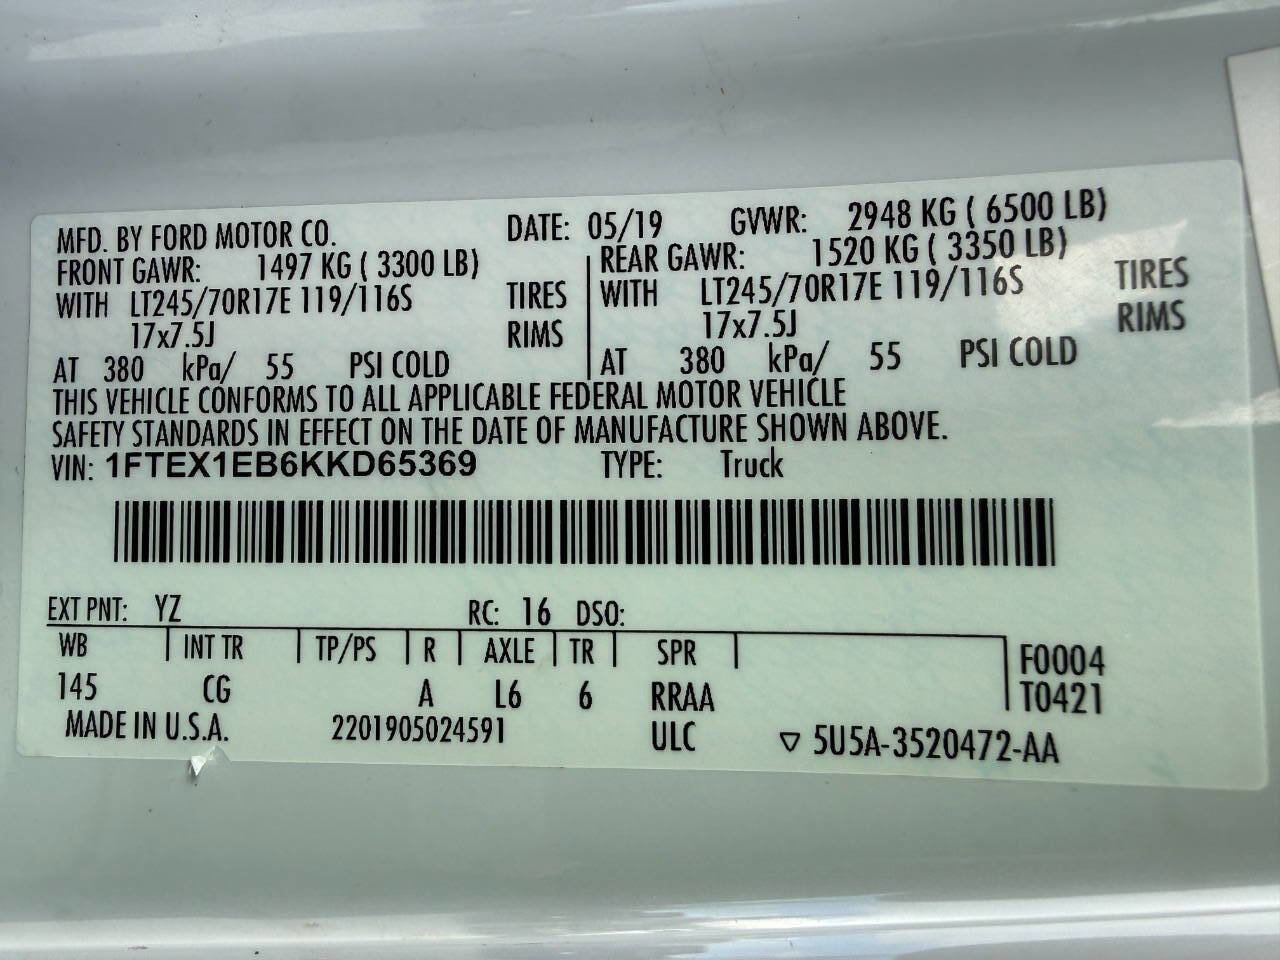 MFD. BY FORD MOTOR CO. DATE: 05/19 GVWR: 2948 KG ( 6500 LB)
FRONT GAWR: 1497 KG ( 3300 LB) REAR GAWR: 1520 KG ( 3350 LB)
WITH LT245/70R17E 119/116S TIRES WITH LT245/70R17E 119/116S TIRES
17x7.5J RIMS 17x7.5J RIMS
AT 380 kPa/ 55 PSI COLD AT 380 kPa/ 55 PSI COLD
THIS VEHICLE CONFORMS TO ALL APPLICABLE FEDERAL MOTOR VEHICLE
SAFETY STANDARDS IN EFFECT ON THE DATE OF MANUFACTURE SHOWN ABOVE.
VIN: 1FTEX1EB6KKD65369 TYPE: Truck
EXT PNT: YZ RC: 16 DSO:
WB INT TR TP/PS R AXLE TR SPR F0004
145 CG A L6 6 RRAA T0421
MADE IN U.S.A. 2201905024591 ULC ▽ 5U5A-3520472-AA